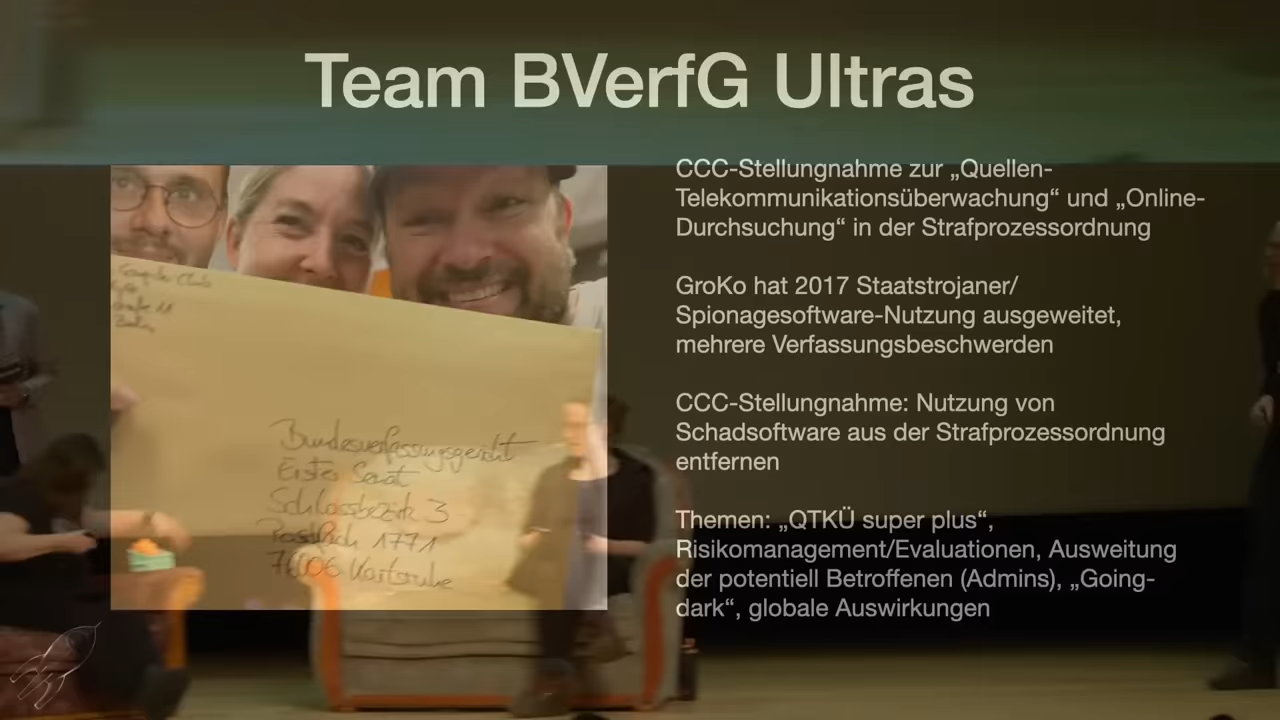 Team BVerfG Ultras
CCC-Stellungnahme zur „Quellen-
Telekommunikationsüberwachung“ und „Online-
Durchsuchung“ in der Strafprozessordnung
GroKo hat 2017 Staatstrojaner/
Spionagesoftware-Nutzung ausgeweitet,
mehrere Verfassungsbeschwerden
CCC-Stellungnahme: Nutzung von
Schadsoftware aus der Strafprozessordnung
entfernen
Themen: „QTKÜ super plus“,
Risikomanagement/Evaluationen, Ausweitung
der potentiell Betroffenen (Admins), „Going-
dark“, globale Auswirkungen
Bundesverfassungsgericht
Erster Senat
Schlossbezirk 3
Postfach 1771
76006 Karlsruhe